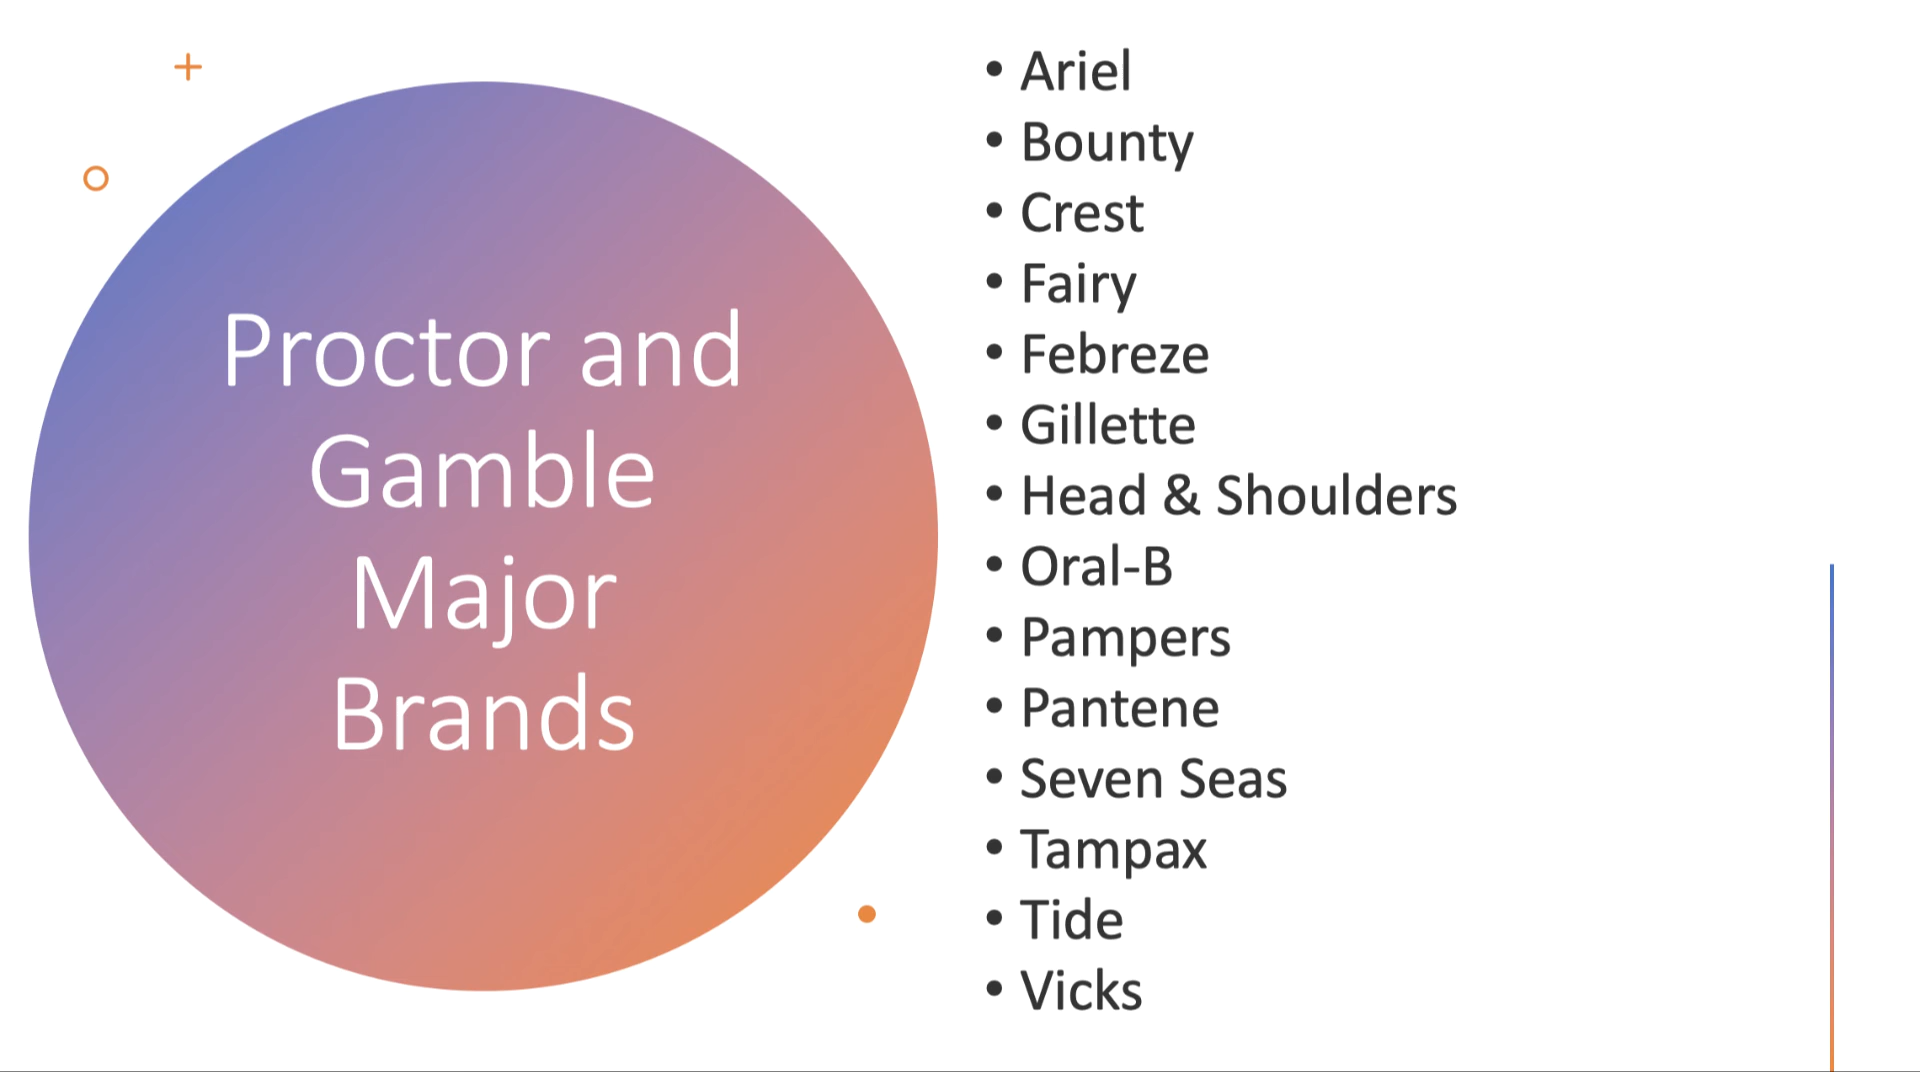 Proctor and
Gamble
Major
Brands
• Ariel
• Bounty
• Crest
• Fairy
• Febreze
• Gillette
• Head & Shoulders
• Oral-B
• Pampers
• Pantene
• Seven Seas
• Tampax
• Tide
• Vicks